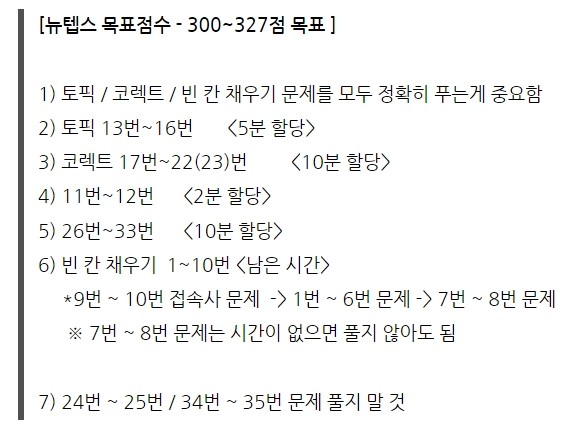 [뉴텝스 목표점수 - 300~327점 목표 ]
1) 토픽 / 코렉트 / 빈 칸 채우기 문제를 모두 정확히 푸는게 중요함
2) 토픽 13번~16번 <5분 할당>
3) 코렉트 17번~22(23)번 <10분 할당>
4) 11번~12번 <2분 할당>
5) 26번~33번 <10분 할당>
6) 빈 칸 채우기 1~10번 <남은 시간>
*9번 ~ 10번 접속사 문제 -> 1번 ~ 6번 문제 -> 7번 ~ 8번 문제
※ 7번 ~ 8번 문제는 시간이 없으면 풀지 않아도 됨
7) 24번 ~ 25번 / 34번 ~ 35번 문제 풀지 말 것